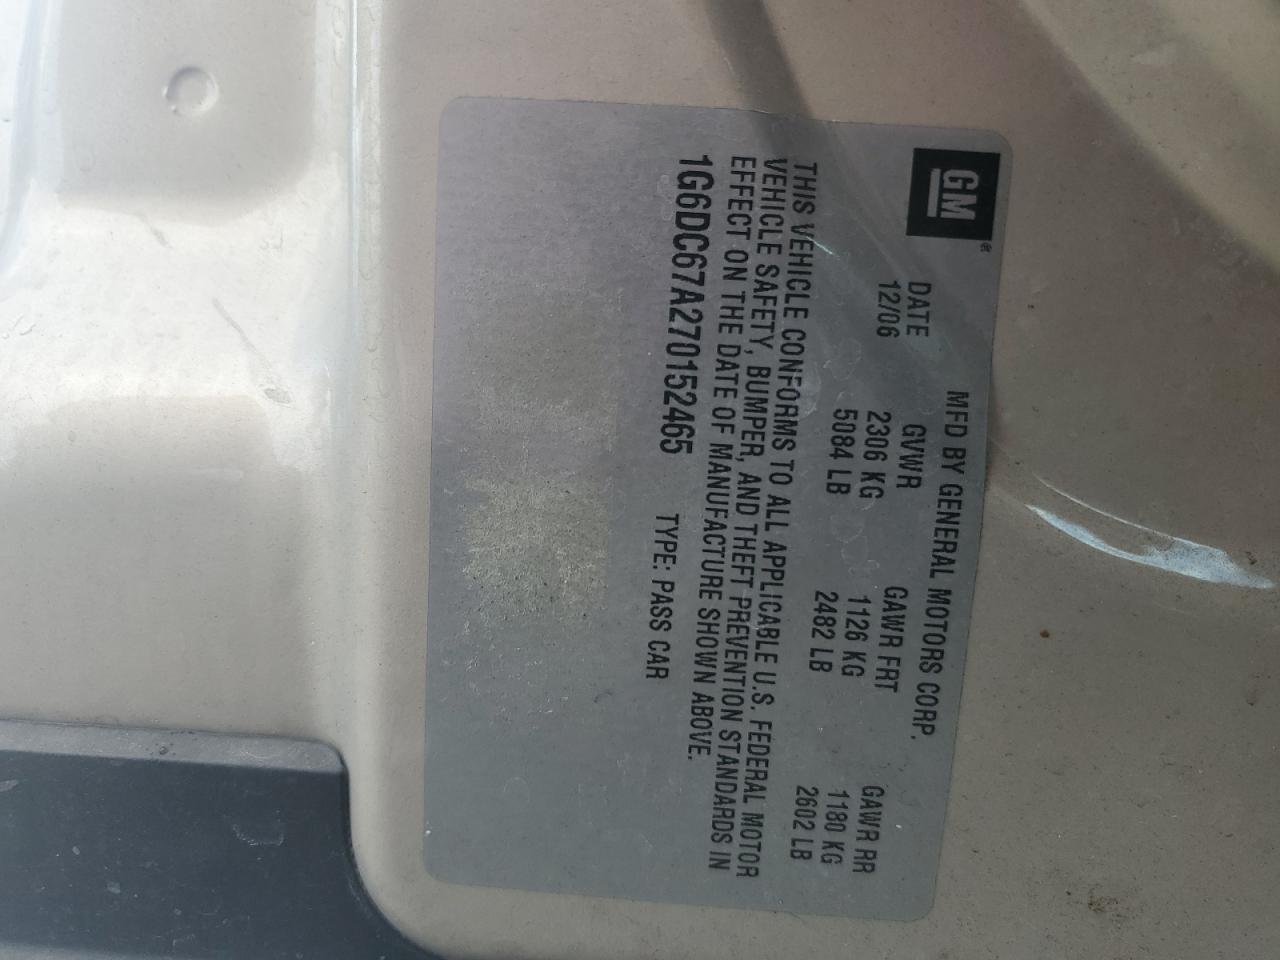 GM®
MFD BY GENERAL MOTORS CORP.
DATE GVWR GAWR FRT GAWR RR
12/06 2306 KG 1126 KG 1180 KG
5084 LB 2482 LB 2602 LB
THIS VEHICLE CONFORMS TO ALL APPLICABLE U.S. FEDERAL MOTOR
VEHICLE SAFETY, BUMPER, AND THEFT PREVENTION STANDARDS IN
EFFECT ON THE DATE OF MANUFACTURE SHOWN ABOVE.
1G6DC67A270152465 TYPE: PASS CAR